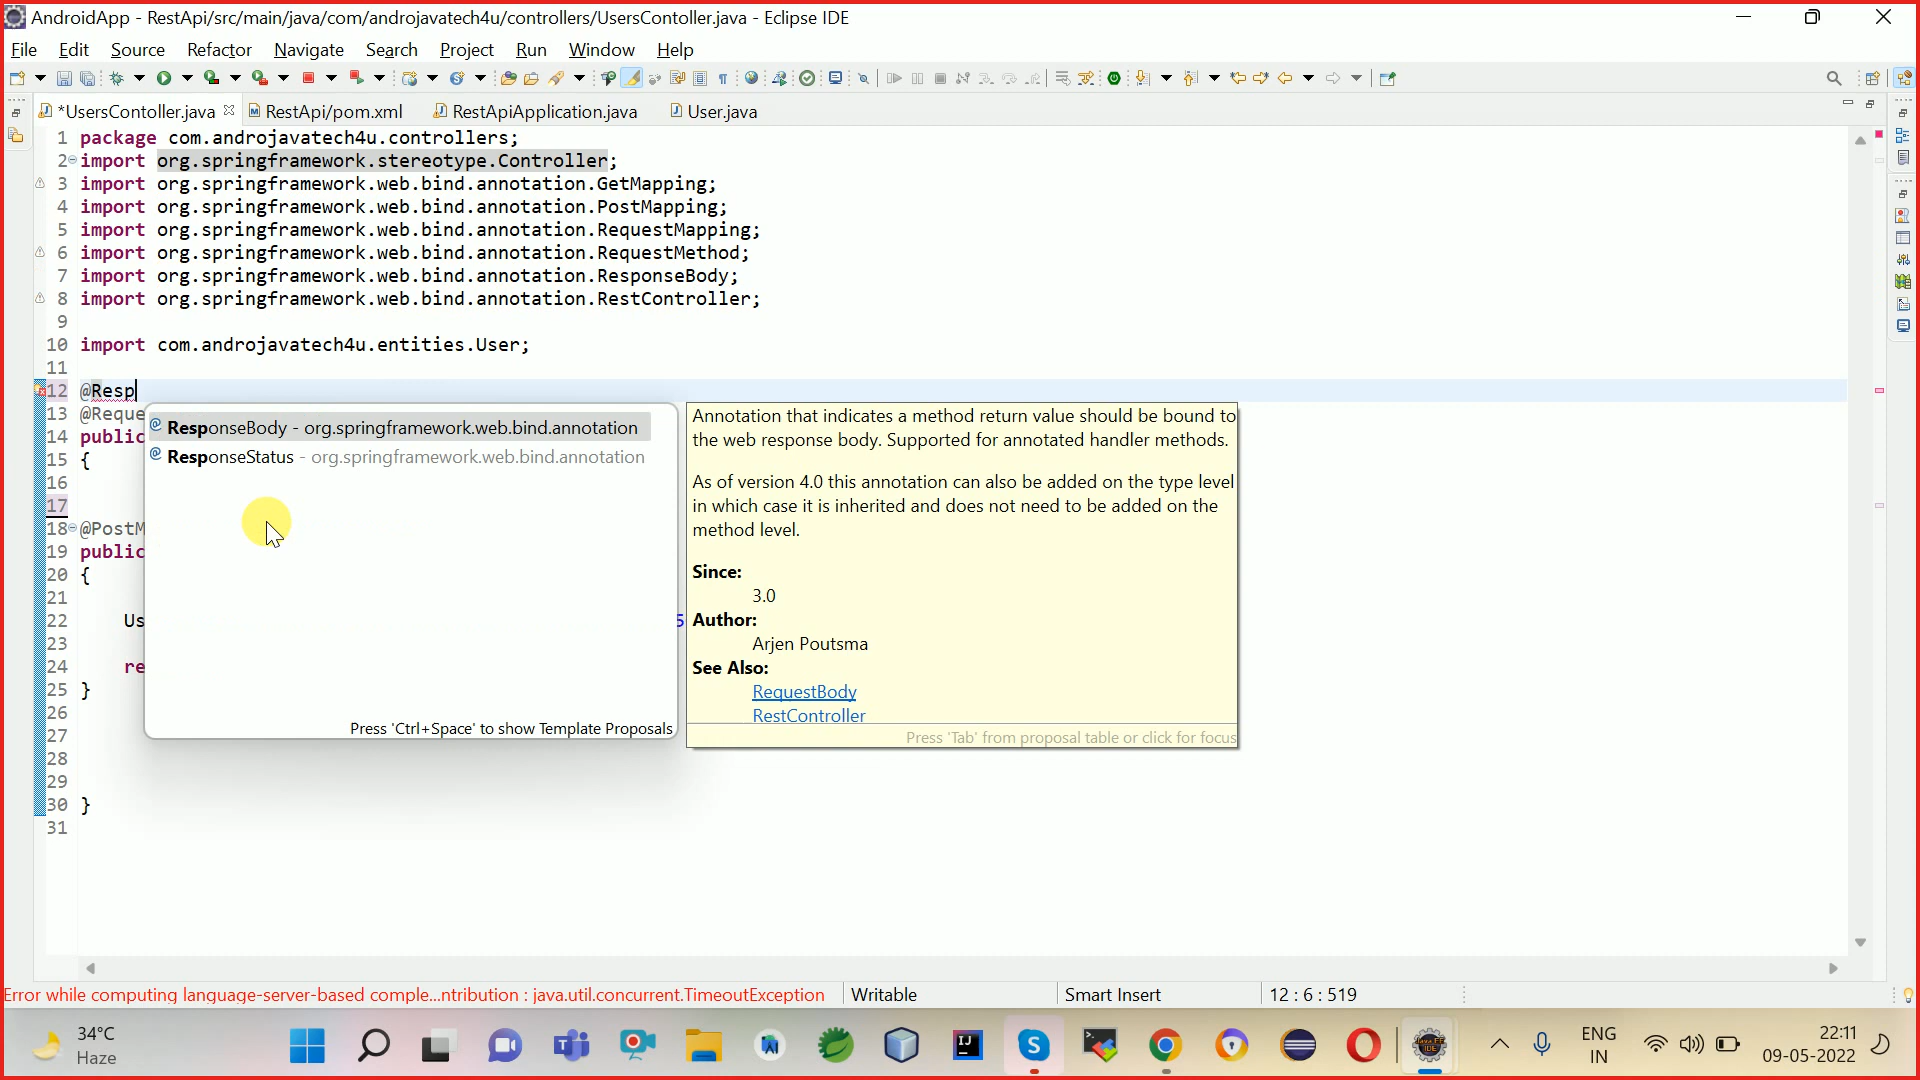 AndroidApp - RestApi/src/main/java/com/androjavatech4u/controllers/UsersContoller.java - Eclipse IDE
File Edit Source Refactor Navigate Search Project Run Window Help
*UsersContoller.java RestApi/pom.xml RestApiApplication.java User.java
1 package com.androjavatech4u.controllers;
2 import org.springframework.stereotype.Controller;
3 import org.springframework.web.bind.annotation.GetMapping;
4 import org.springframework.web.bind.annotation.PostMapping;
5 import org.springframework.web.bind.annotation.RequestMapping;
6 import org.springframework.web.bind.annotation.RequestMethod;
7 import org.springframework.web.bind.annotation.ResponseBody;
8 import org.springframework.web.bind.annotation.RestController;
9
10 import com.androjavatech4u.entities.User;
11
12 @Resp
13 @Reque
14 public
15 {
16
17
18 @PostM
19 public
20 {
21
22 Us 5
23
24 re
25 }
26
27
28
29
30 }
31
ResponseBody - org.springframework.web.bind.annotation
ResponseStatus - org.springframework.web.bind.annotation
Press 'Ctrl+Space' to show Template Proposals
Annotation that indicates a method return value should be bound to
the web response body. Supported for annotated handler methods.
As of version 4.0 this annotation can also be added on the type level
in which case it is inherited and does not need to be added on the
method level.
Since:
3.0
Author:
Arjen Poutsma
See Also:
RequestBody
RestController
Press 'Tab' from proposal table or click for focus
Error while computing language-server-based comple...ntribution : java.util.concurrent.TimeoutException Writable Smart Insert 12 : 6 : 519
34°C
Haze
ENG
IN
22:11
09-05-2022